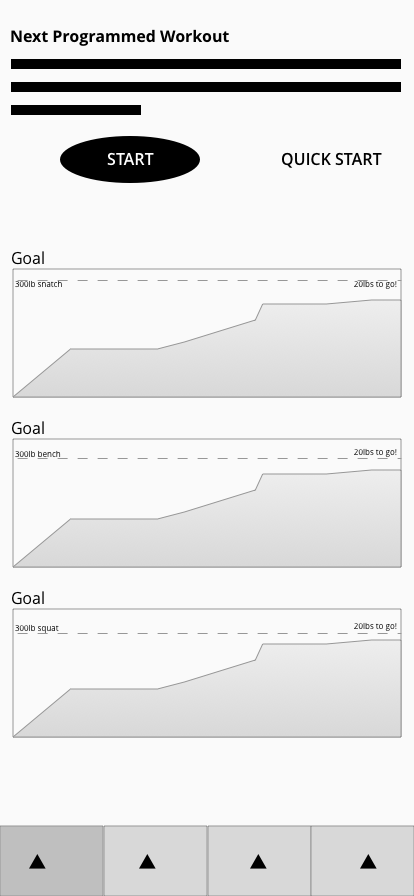 Next Programmed Workout
START
QUICK START
Goal
300lb snatch
20lbs to go!
Goal
300lb bench
20lbs to go!
Goal
300lb squat
20lbs to go!